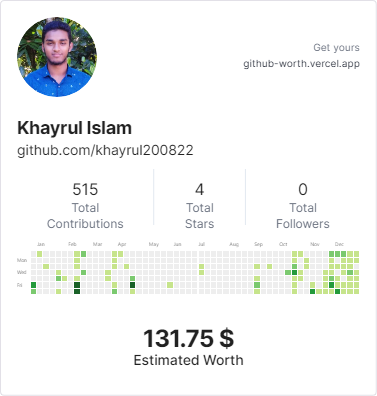 Get yours
github-worth.vercel.app
Khayrul Islam
github.com/khayrul200822
515
Total
Contributions
4
Total
Stars
0
Total
Followers
Jan Feb Mar Apr May Jun Jul Aug Sep Oct Nov Dec
Mon
Wed
Fri
131.75 $
Estimated Worth